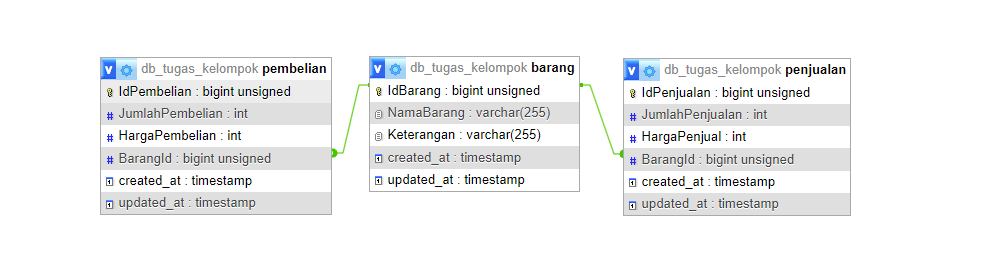 db_tugas_kelompok pembelian
IdPembelian : bigint unsigned
JumlahPembelian : int
HargaPembelian : int
BarangId : bigint unsigned
created_at : timestamp
updated_at : timestamp
db_tugas_kelompok barang
IdBarang : bigint unsigned
NamaBarang : varchar(255)
Keterangan : varchar(255)
created_at : timestamp
updated_at : timestamp
db_tugas_kelompok penjualan
IdPenjualan : bigint unsigned
JumlahPenjualan : int
HargaPenjual : int
BarangId : bigint unsigned
created_at : timestamp
updated_at : timestamp